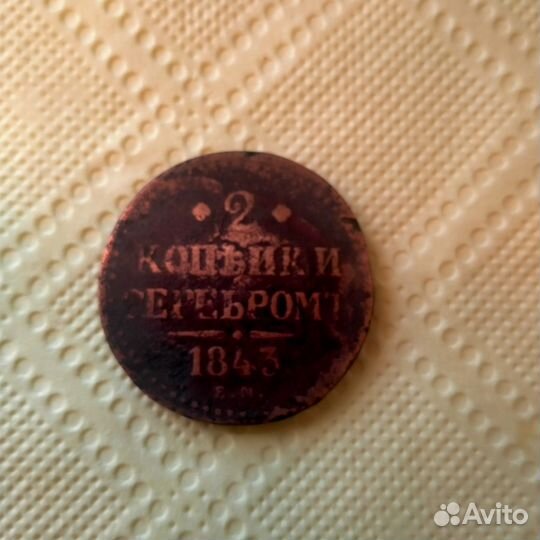 2
КОПѢЙКИ
СЕРЕБРОМЪ
1843
Е.М.
Avito